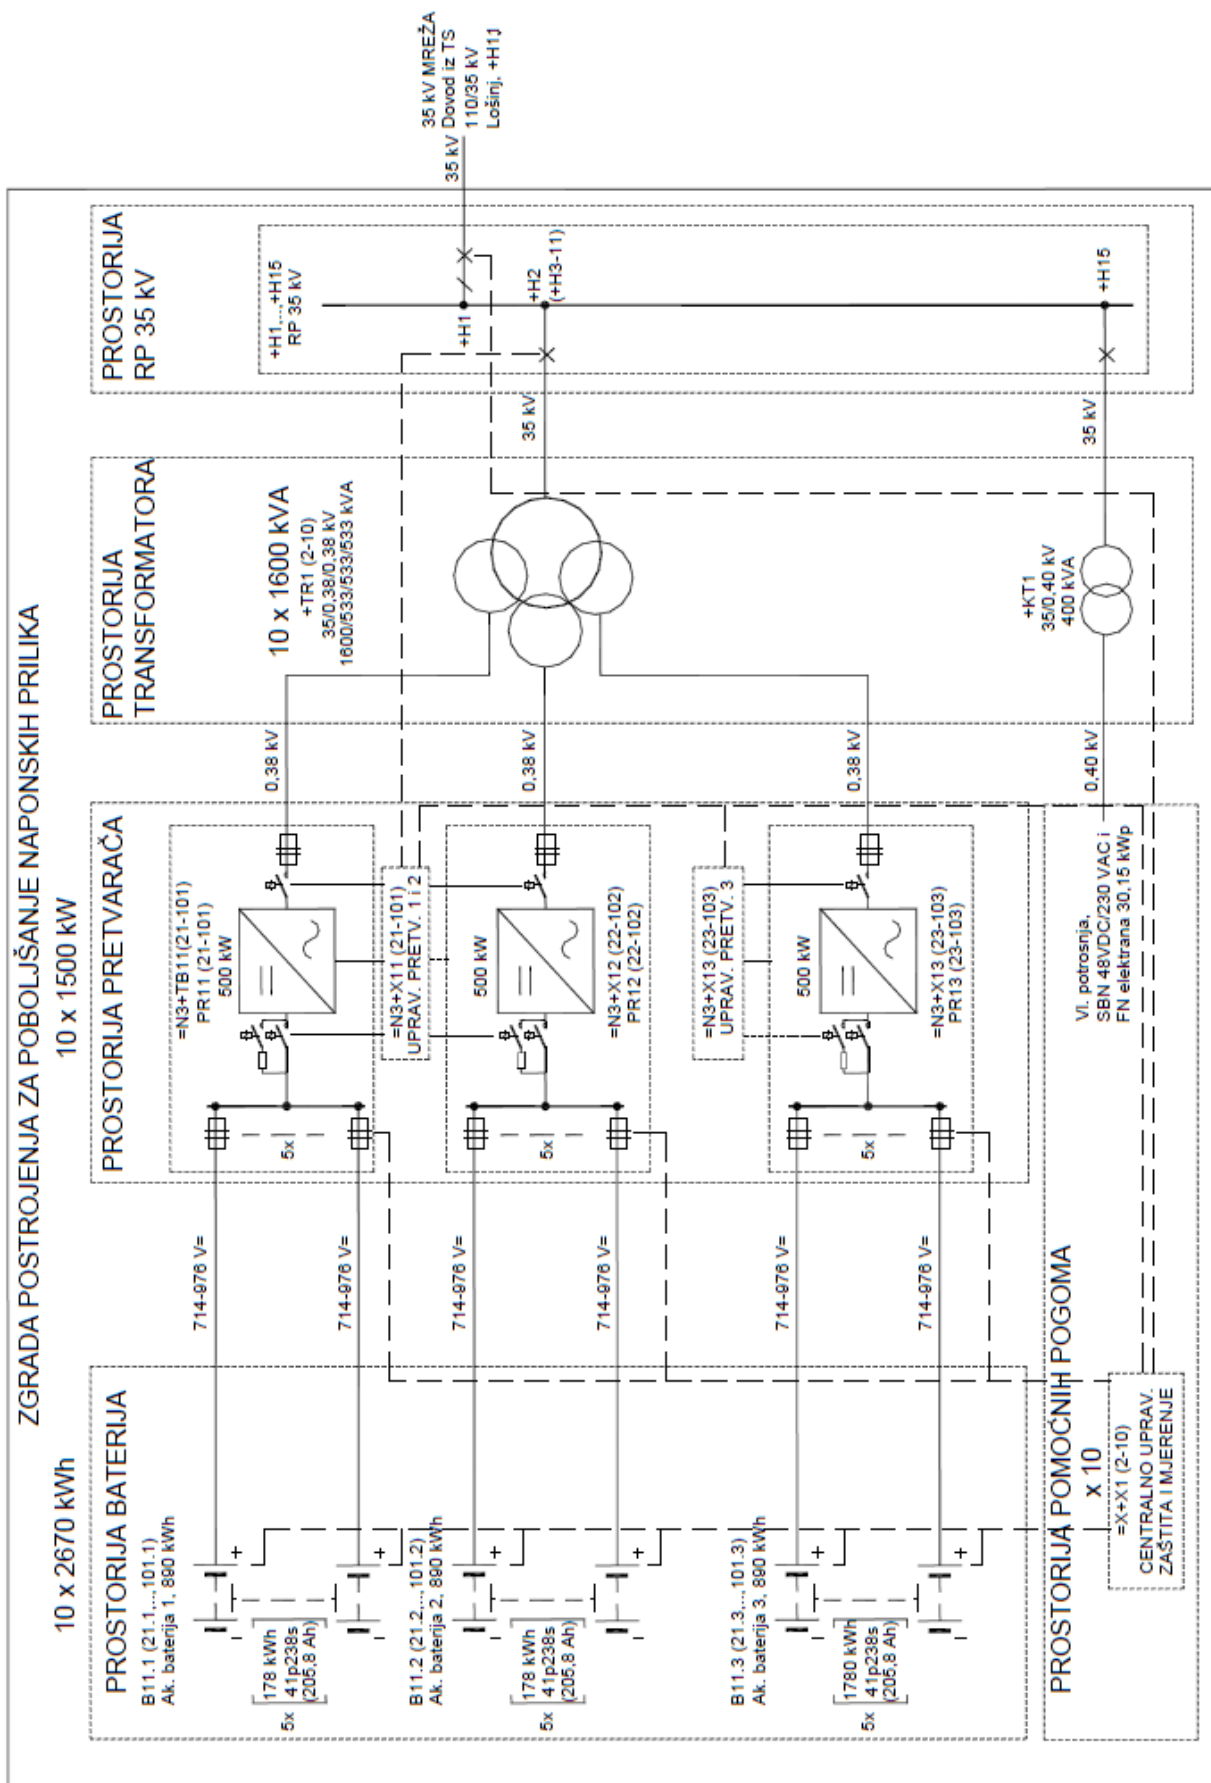 ZGRADA POSTROJENJA ZA POBOLJŠANJE NAPONSKIH PRILIKA
10 x 2670 kWh
10 x 1500 kW
PROSTORIJA BATERIJA
B11.1 (21.1,...,101.1)
Ak. baterija 1, 890 kWh
5x
178 kWh
41p238s
(205,8 Ah)
+
I
+
I
B11.2 (21.2,...,101.2)
Ak. baterija 2, 890 kWh
5x
178 kWh
41p238s
(205,8 Ah)
+
I
+
I
B11.3 (21.3,...,101.3)
Ak. baterija 3, 890 kWh
5x
1780 kWh
41p238s
(205,8 Ah)
+
I
+
I
714-976 V=
714-976 V=
714-976 V=
714-976 V=
714-976 V=
714-976 V=
PROSTORIJA PRETVARAČA
=N3+TB11(21-101)
PR11 (21-101)
500 kW
5x
=N3+X11 (21-101)
UPRAV. PRETV. 1 i 2
500 kW
=N3+X12 (22-102)
PR12 (22-102)
5x
=N3+X13 (23-103)
UPRAV. PRETV. 3
500 kW
=N3+X13 (23-103)
PR13 (23-103)
5x
0,38 kV
0,38 kV
0,38 kV
0,40 kV
PROSTORIJA
TRANSFORMATORA
10 x 1600 kVA
+TR1 (2-10)
35/0,38/0,38 kV
1600/533/533/533 kVA
+KT1
35/0,40 kV
400 kVA
35 kV
35 kV
PROSTORIJA
RP 35 kV
+H1,...,+H15
RP 35 kV
+H1
+H2
(+H3-11)
+H15
35 kV
35 kV MREŽA
Dovod iz TS
110/35 kV
Lošinj, +H1j
PROSTORIJA POMOĆNIH POGOMA
x 10
=X+X1 (2-10)
CENTRALNO UPRAV.
ZAŠTITA I MJERENJE
Vl. potrosnja,
SBN 48VDC/230 VAC i
FN elektrana 30,15 kWp